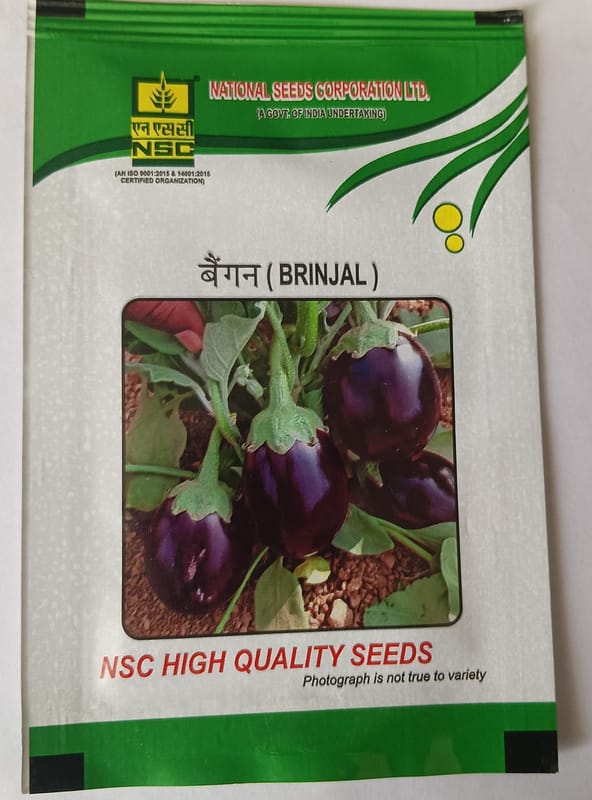 NATIONAL SEEDS CORPORATION LTD.
(A GOVT. OF INDIA UNDERTAKING)
एन एस सी
NSC
(AN ISO 9001:2015 & 14001:2015
CERTIFIED ORGANIZATION)
बैंगन ( BRINJAL )
NSC HIGH QUALITY SEEDS
Photograph is not true to variety